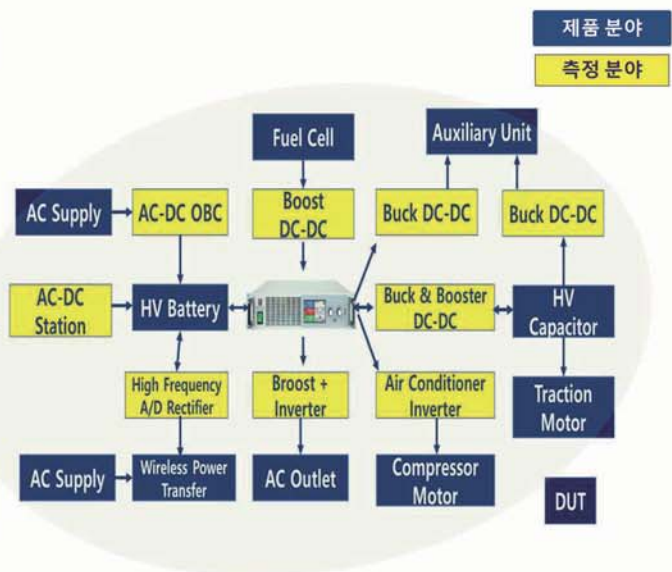 제품 분야
측정 분야
Fuel Cell
Auxiliary Unit
AC Supply
AC-DC OBC
Boost
DC-DC
Buck DC-DC
Buck DC-DC
AC-DC
Station
HV Battery
Buck & Booster
DC-DC
HV
Capacitor
High Frequency
A/D Rectifier
Broost +
Inverter
Air Conditioner
Inverter
Traction
Motor
AC Supply
Wireless Power
Transfer
AC Outlet
Compressor
Motor
DUT